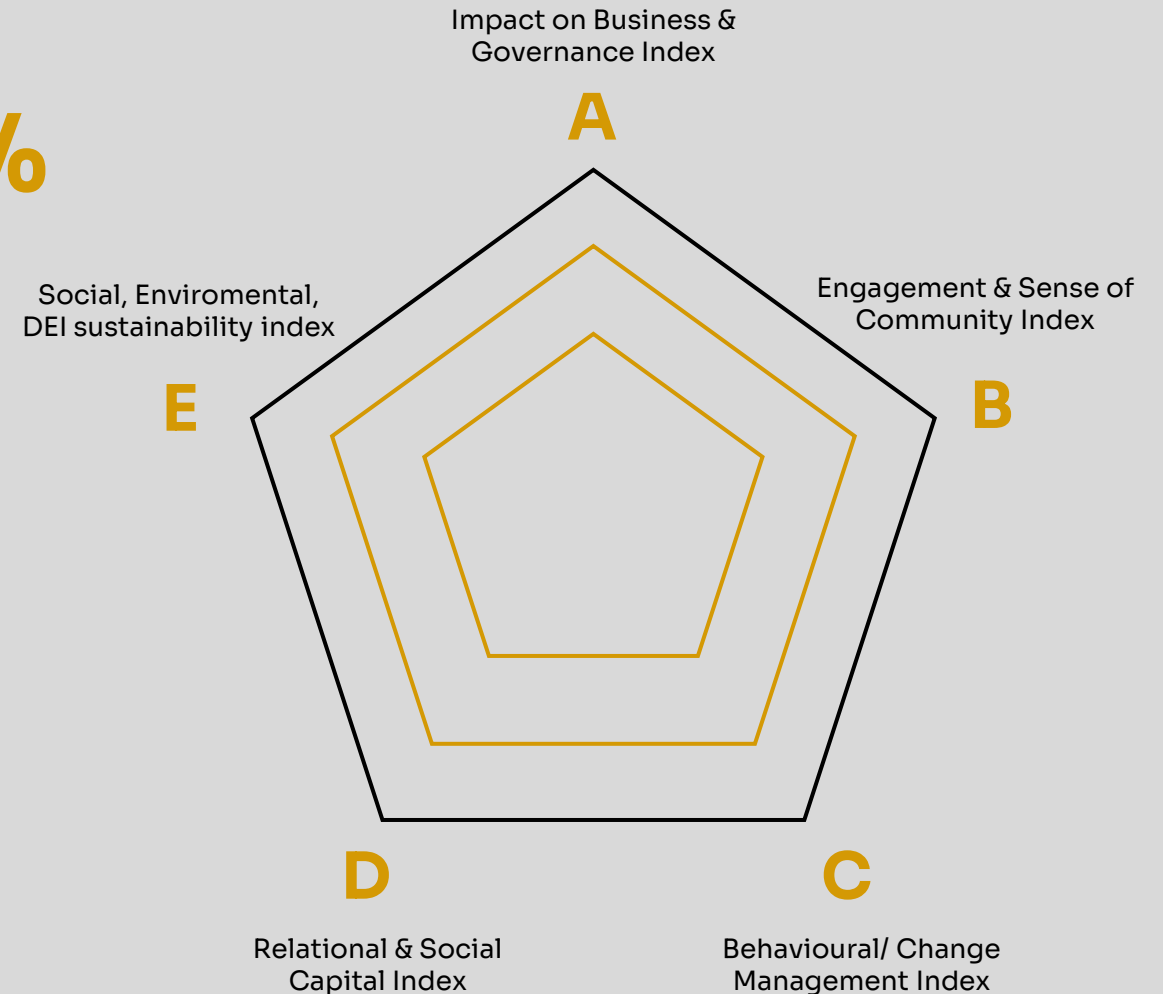 Impact on Business &
Governance Index
A
%
Social, Enviromental,
DEI sustainability index
Engagement & Sense of
Community Index
E
B
D
C
Relational & Social
Capital Index
Behavioural/ Change
Management Index